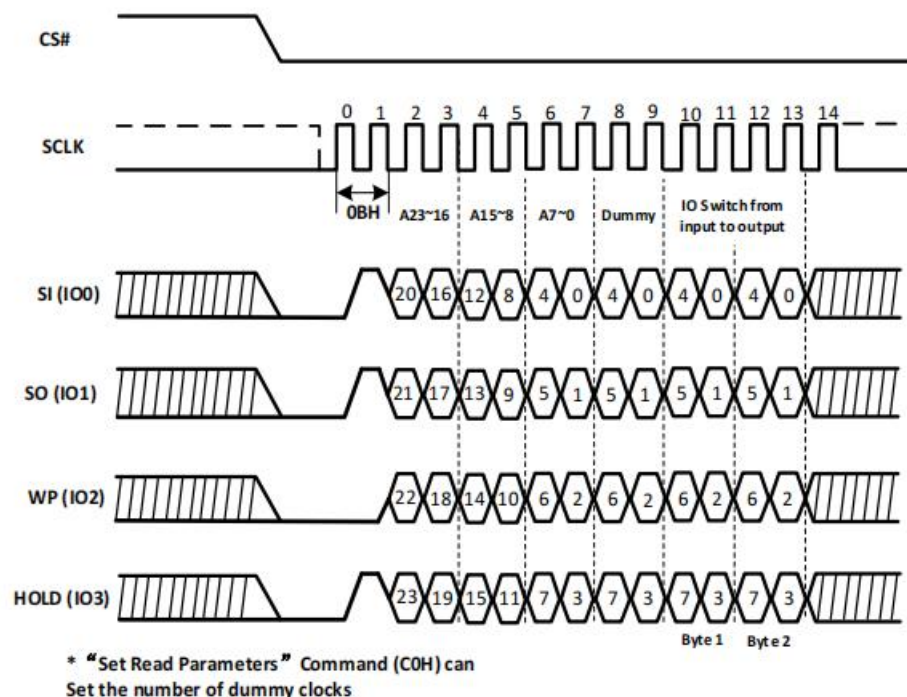 CS#
0 1 2 3 4 5 6 7 8 9 10 11 12 13 14
SCLK
0BH A23~16 A15~8 A7~0 Dummy IO Switch from
input to output
SI (IO0) 20 16 12 8 4 0 4 0 4 0 4 0
SO (IO1) 21 17 13 9 5 1 5 1 5 1 5 1
WP (IO2) 22 18 14 10 6 2 6 2 6 2 6 2
HOLD (IO3) 23 19 15 11 7 3 7 3 7 3 7 3
Byte 1 Byte 2
* “Set Read Parameters” Command (C0H) can
Set the number of dummy clocks